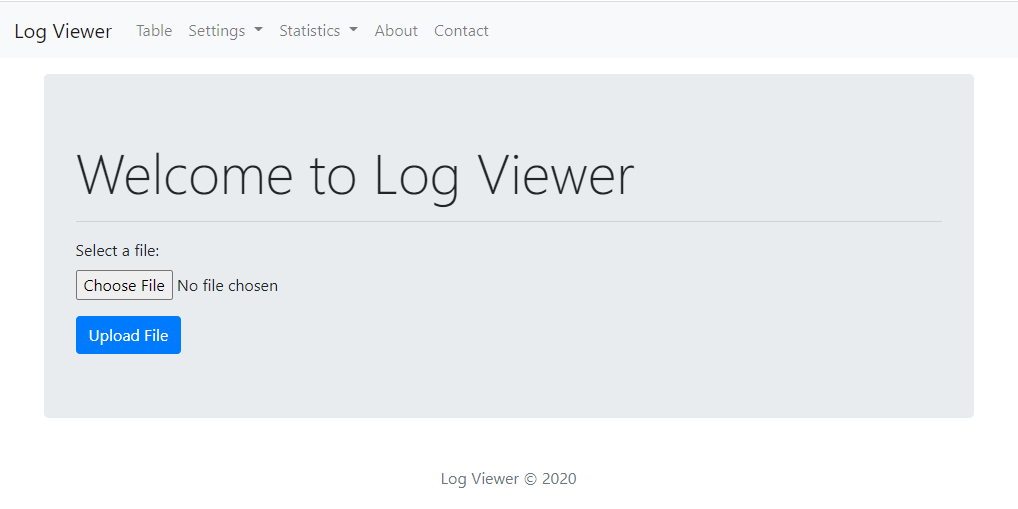 Log Viewer Table Settings Statistics About Contact
Welcome to Log Viewer
Select a file:
Choose File No file chosen
Upload File
Log Viewer © 2020